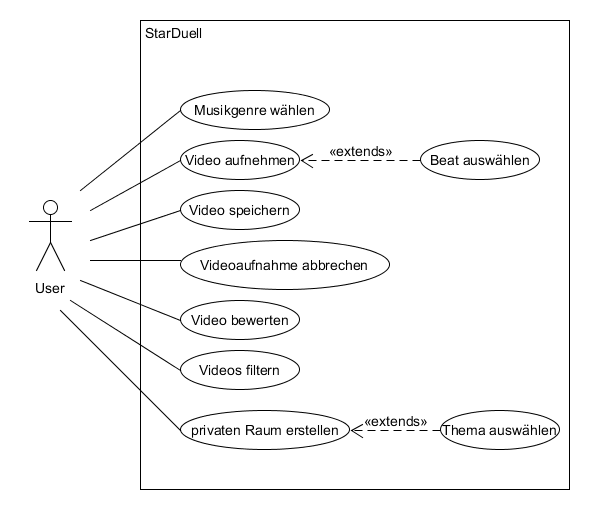 StarDuell
Musikgenre wählen
Video aufnehmen
«extends»
Beat auswählen
Video speichern
Videoaufnahme abbrechen
User
Video bewerten
Videos filtern
privaten Raum erstellen
«extends»
Thema auswählen